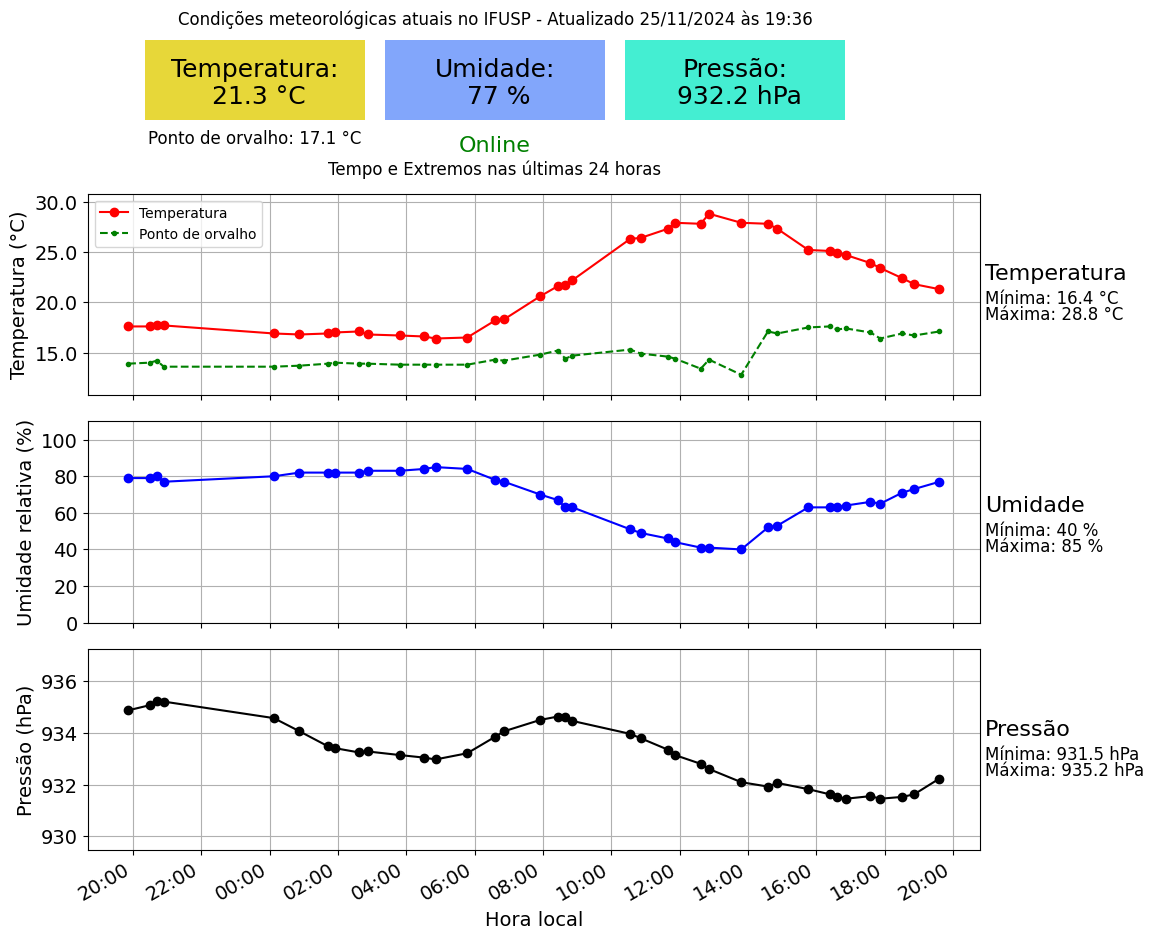 Condições meteorológicas atuais no IFUSP - Atualizado 25/11/2024 às 19:36
Temperatura:
21.3 °C
Umidade:
77 %
Pressão:
932.2 hPa
Ponto de orvalho: 17.1 °C
Online
Tempo e Extremos nas últimas 24 horas
Temperatura (°C)
30.0
25.0
20.0
15.0
Temperatura
Ponto de orvalho
Temperatura
Mínima: 16.4 °C
Máxima: 28.8 °C
Umidade relativa (%)
100
80
60
40
20
0
Umidade
Mínima: 40 %
Máxima: 85 %
Pressão (hPa)
936
934
932
930
Pressão
Mínima: 931.5 hPa
Máxima: 935.2 hPa
20:00 22:00 00:00 02:00 04:00 06:00 08:00 10:00 12:00 14:00 16:00 18:00 20:00
Hora local